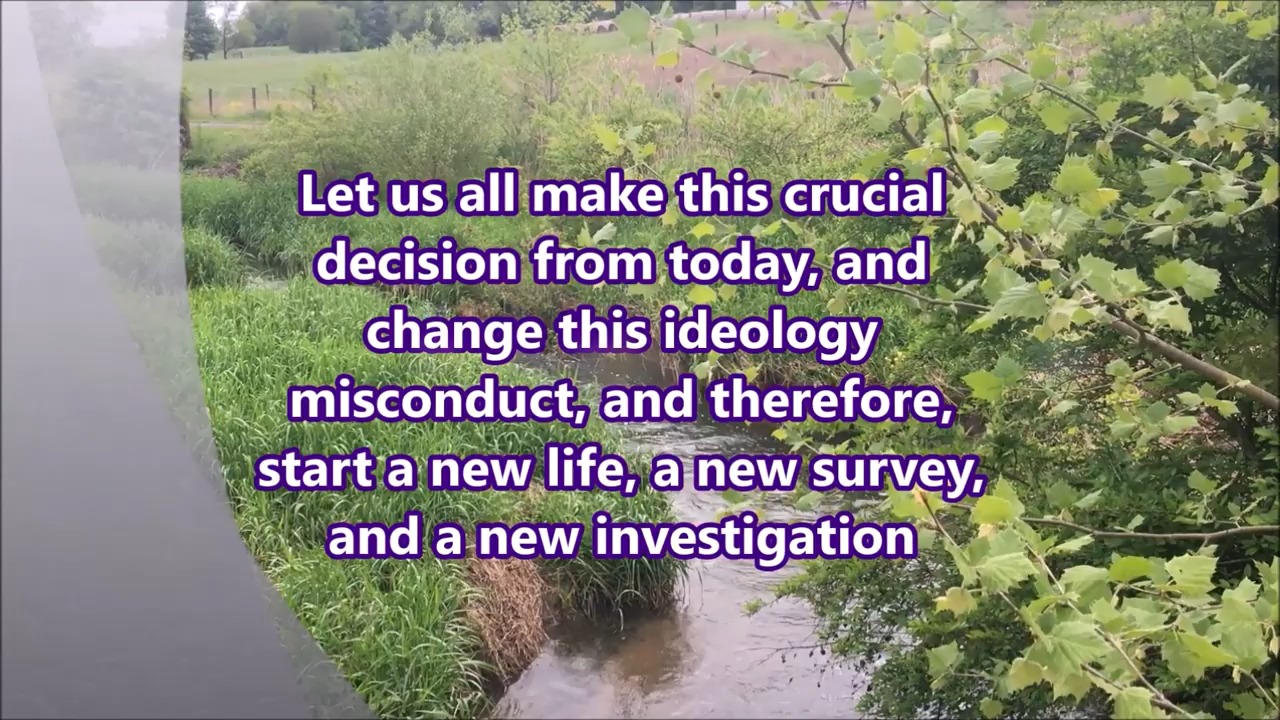 Let us all make this crucial
decision from today, and
change this ideology
misconduct, and therefore,
start a new life, a new survey,
and a new investigation